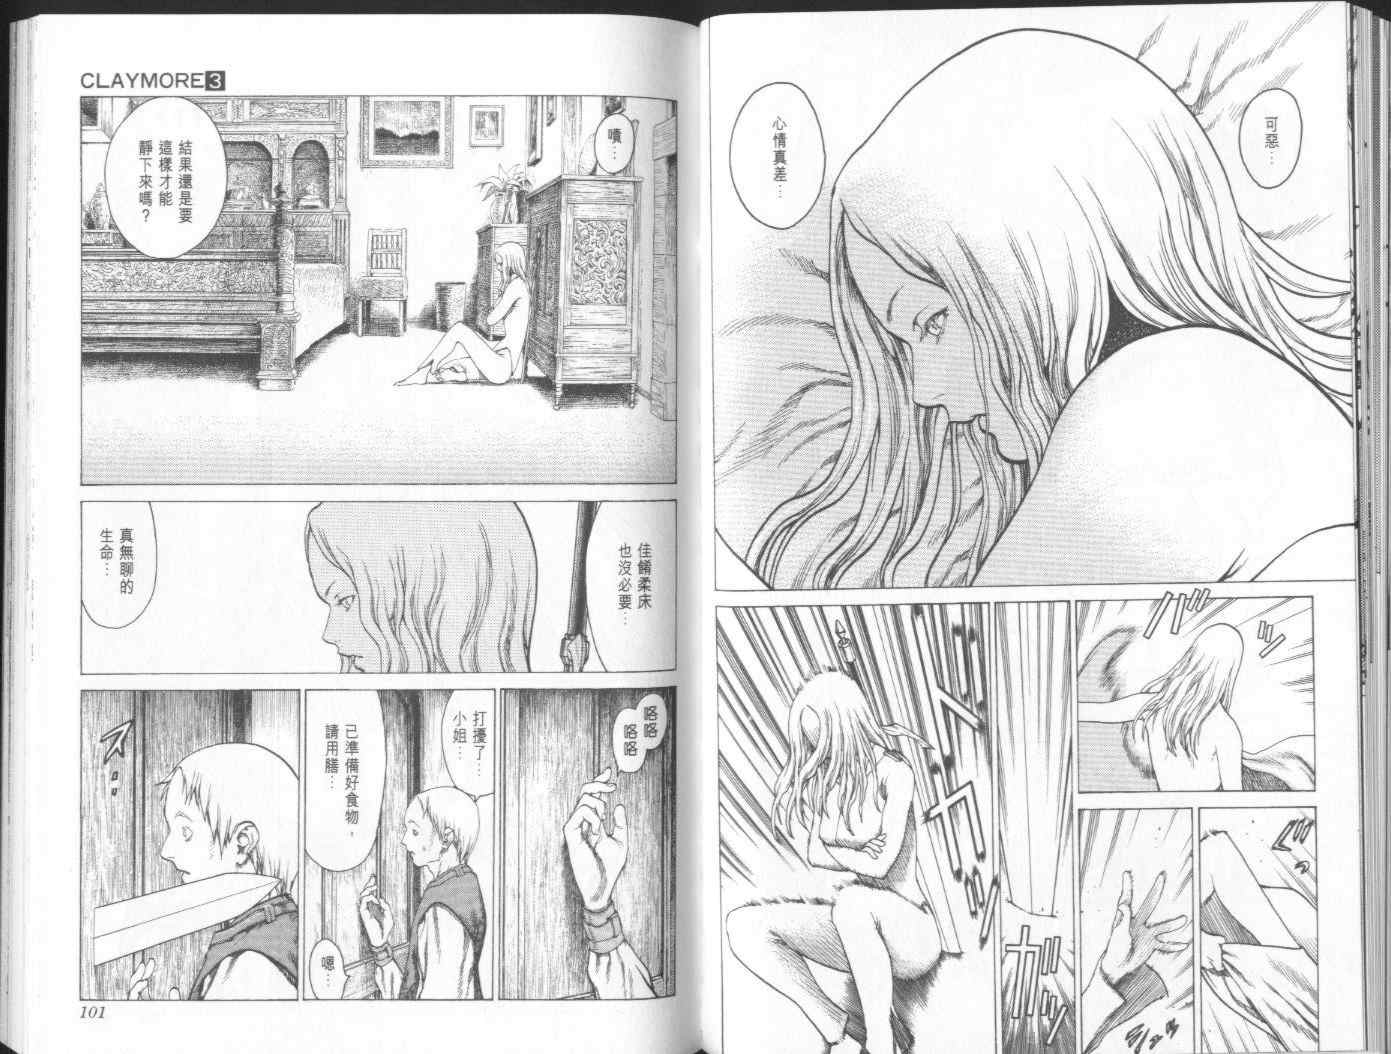 可惡…
心情真差…
バッ
ッ
ぐっ
ガッ
CLAYMORE3
嘖…
結果還是要
這樣才能
靜下來嗎？
佳餚柔床
也沒必要…
真無聊的
生命…
咯咯
咯咯
打擾了…
小姐…
已準備好食物，
請用膳…
嗯…
101